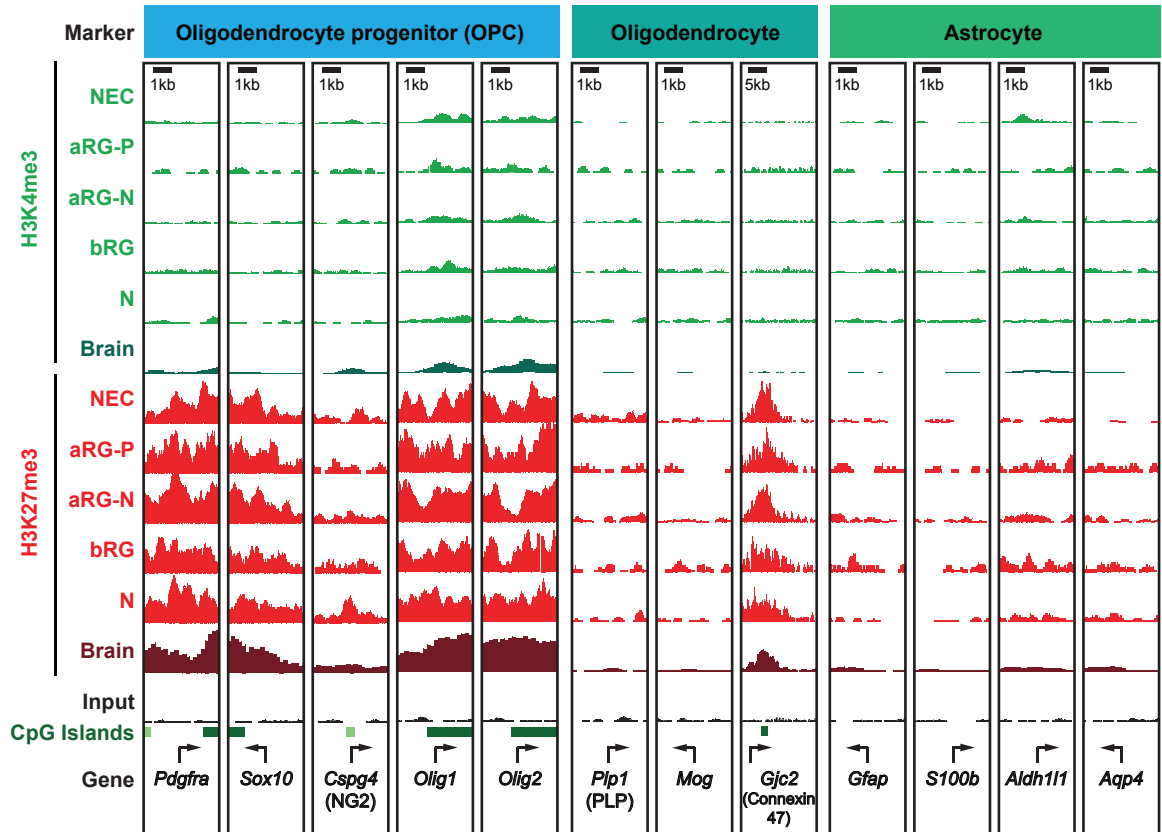 Marker Oligodendrocyte progenitor (OPC) Oligodendrocyte Astrocyte
1kb 1kb 1kb 1kb 1kb 1kb 1kb 5kb 1kb 1kb 1kb 1kb
H3K4me3
NEC
aRG-P
aRG-N
bRG
N
Brain
H3K27me3
NEC
aRG-P
aRG-N
bRG
N
Brain
Input
CpG Islands
Gene Pdgfra Sox10 Cspg4 Olig1 Olig2 Plp1 Mog Gjc2 Gfap S100b Aldh1l1 Aqp4
(NG2) (PLP) (Connexin
47)